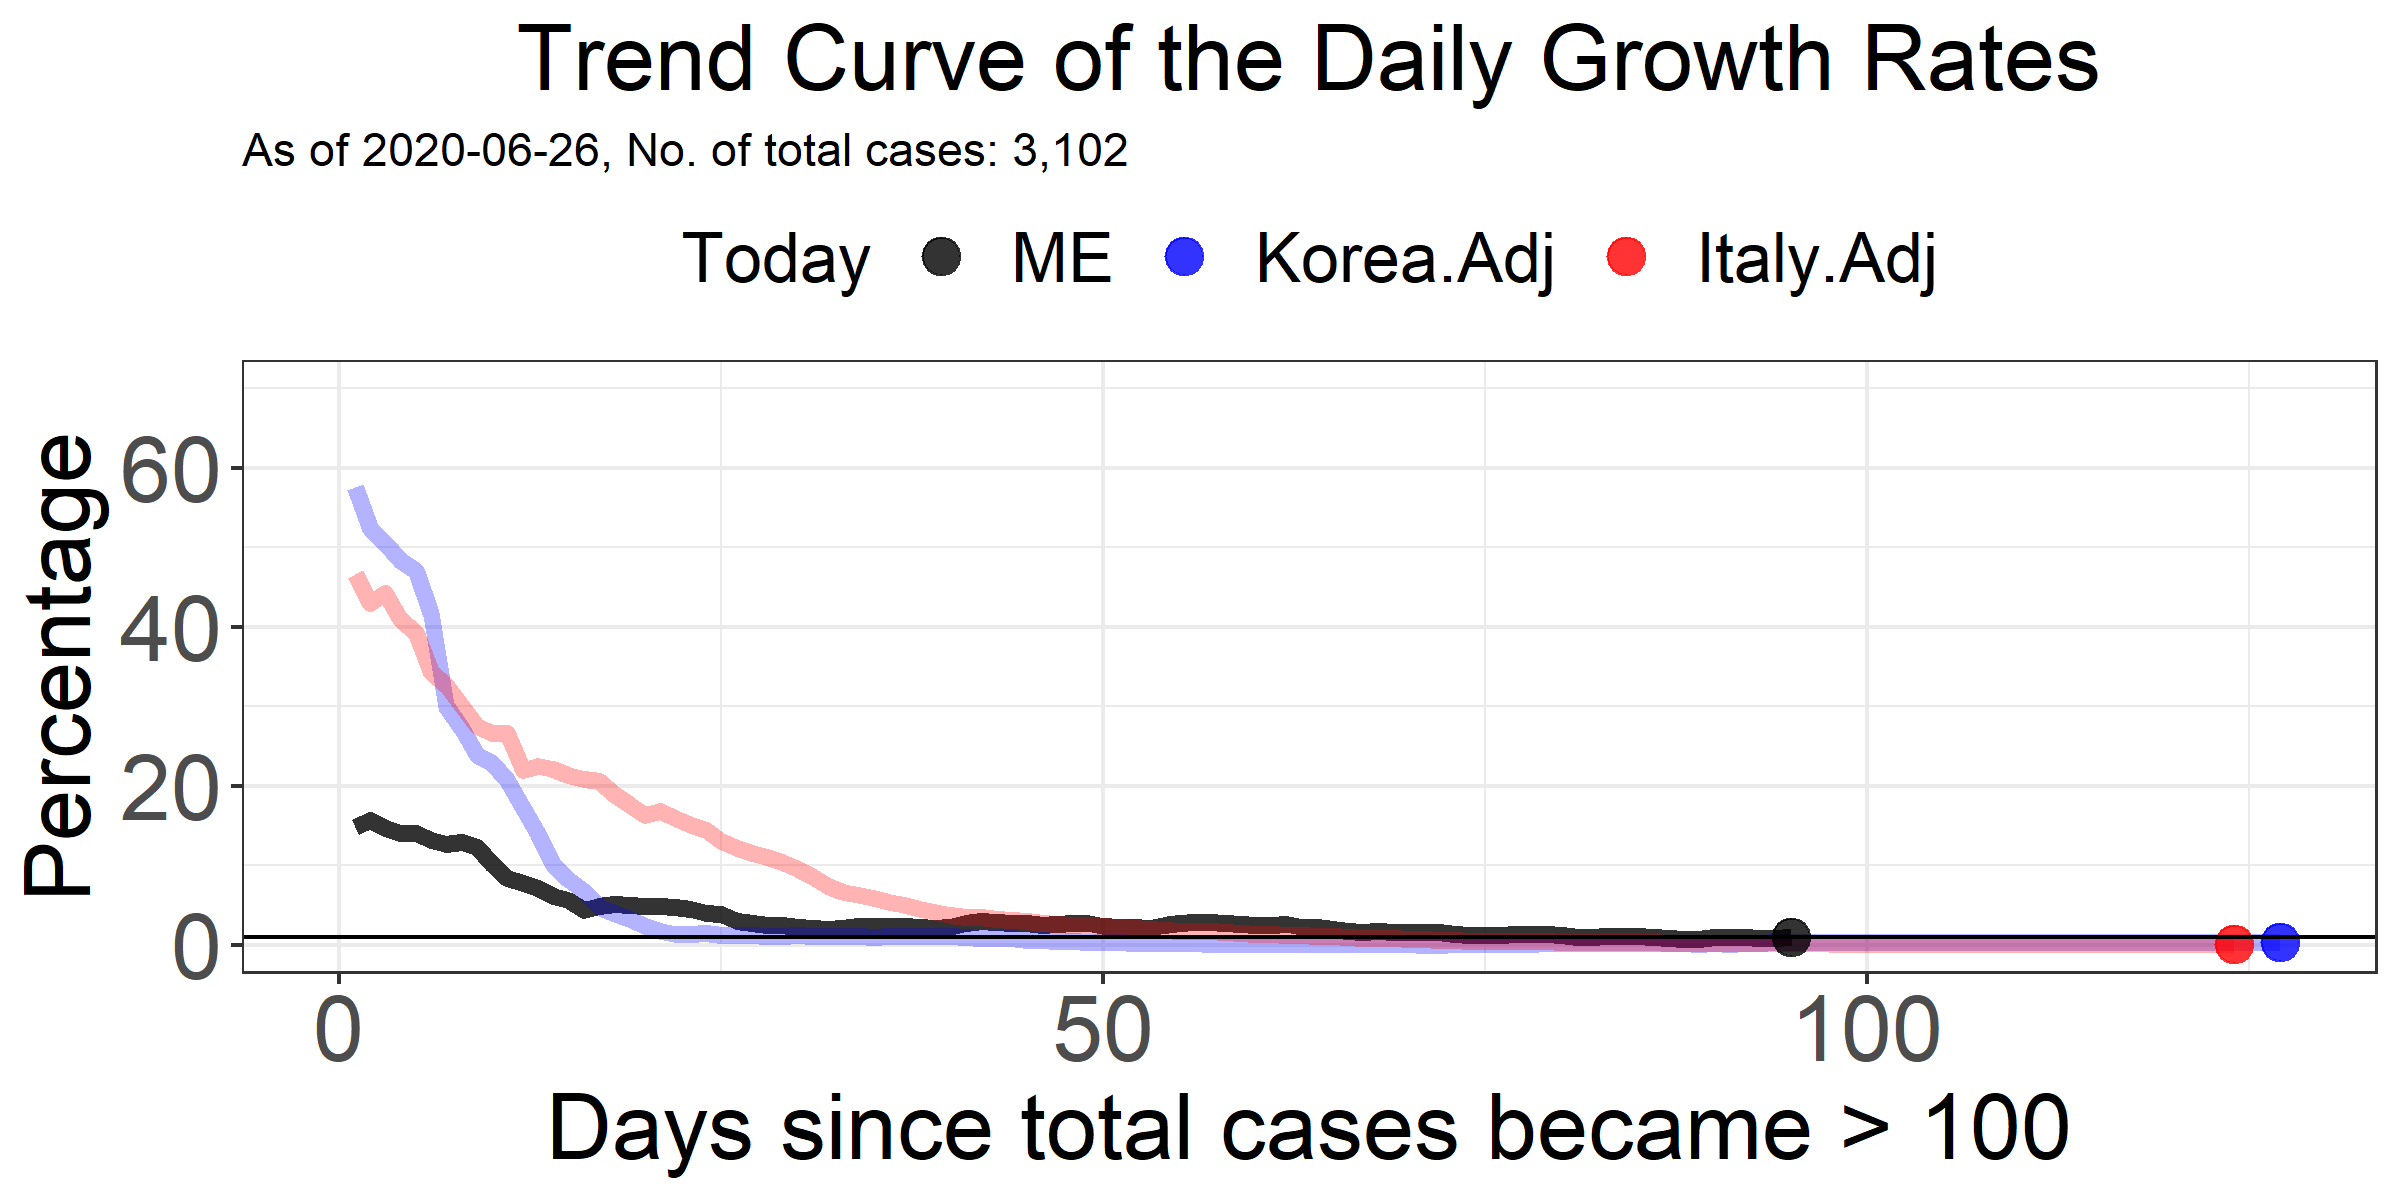 Trend Curve of the Daily Growth Rates
As of 2020-06-26, No. of total cases: 3,102
Today ME Korea.Adj Italy.Adj
Percentage
60
40
20
0
0 50 100
Days since total cases became > 100